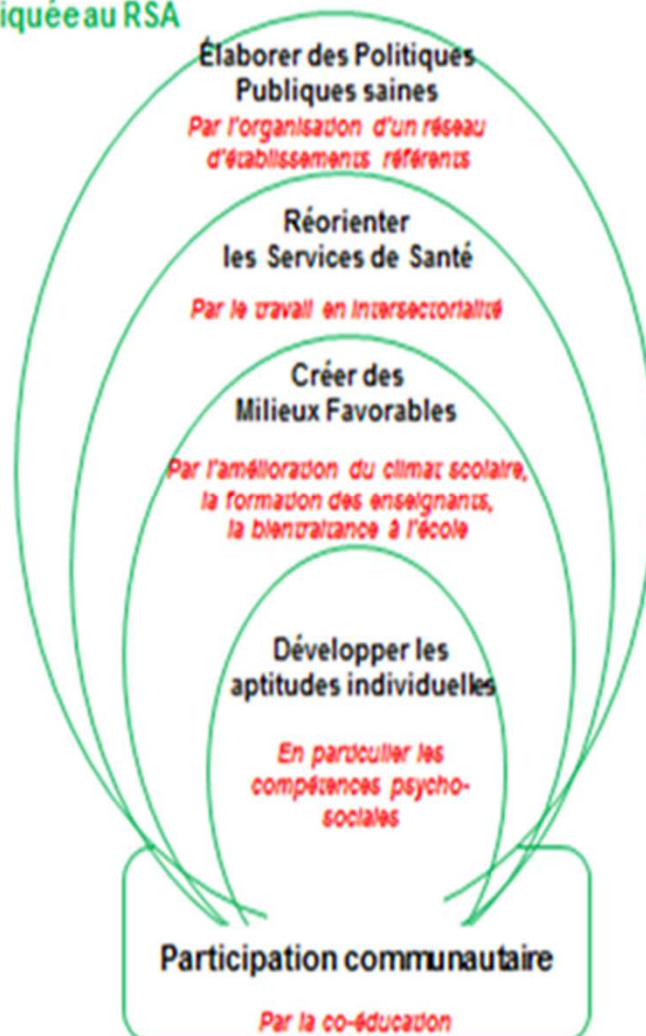 iquée au RSA
Élaborer des Politiques
Publiques saines
Par l'organisation d'un réseau
d'établissements référents
Réorienter
les Services de Santé
Par le travail en intersectorialité
Créer des
Milieux Favorables
Par l'amélioration du climat scolaire,
la formation des enseignants,
la bientraitance à l'école
Développer les
aptitudes individuelles
En particulier les
compétences psycho-
sociales
Participation communautaire
Par la co-éducation